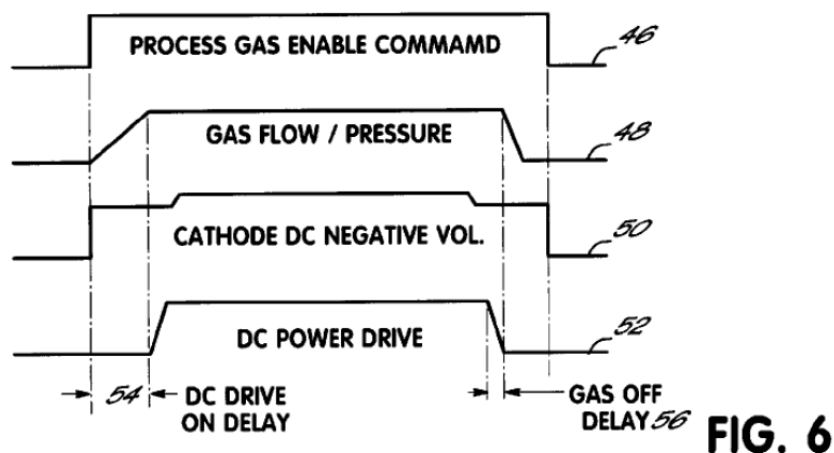 PROCESS GAS ENABLE COMMAMD
46
GAS FLOW / PRESSURE
48
CATHODE DC NEGATIVE VOL.
50
DC POWER DRIVE
52
54
DC DRIVE
ON DELAY
GAS OFF
DELAY 56
FIG. 6